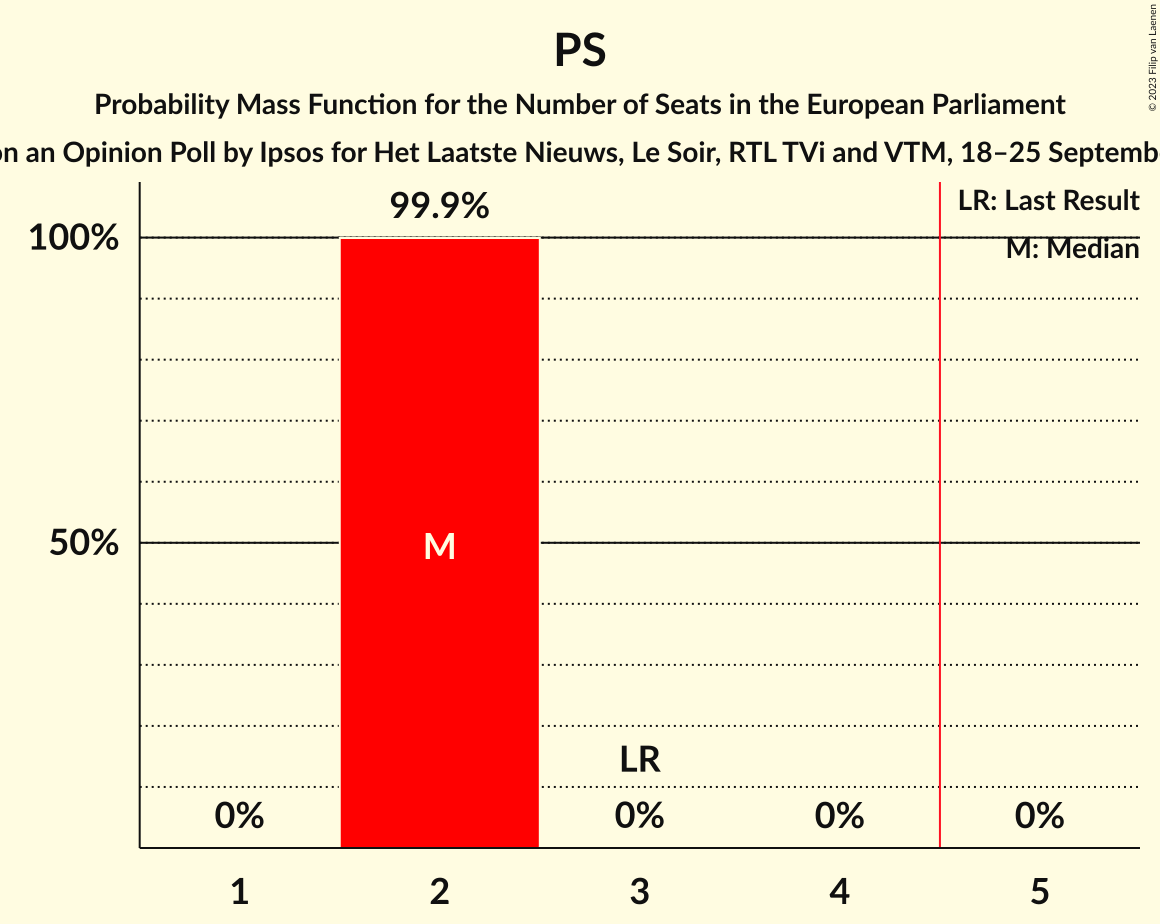 PS
Probability Mass Function for the Number of Seats in the European Parliament
an Opinion Poll by Ipsos for Het Laatste Nieuws, Le Soir, RTL TVi and VTM, 18–25
© 2023 Filip van Laenen
99.9%
LR: Last Result
100%
M: Median
50%
M
LR
0%
0%
0%
0%
1 2 3 4 5